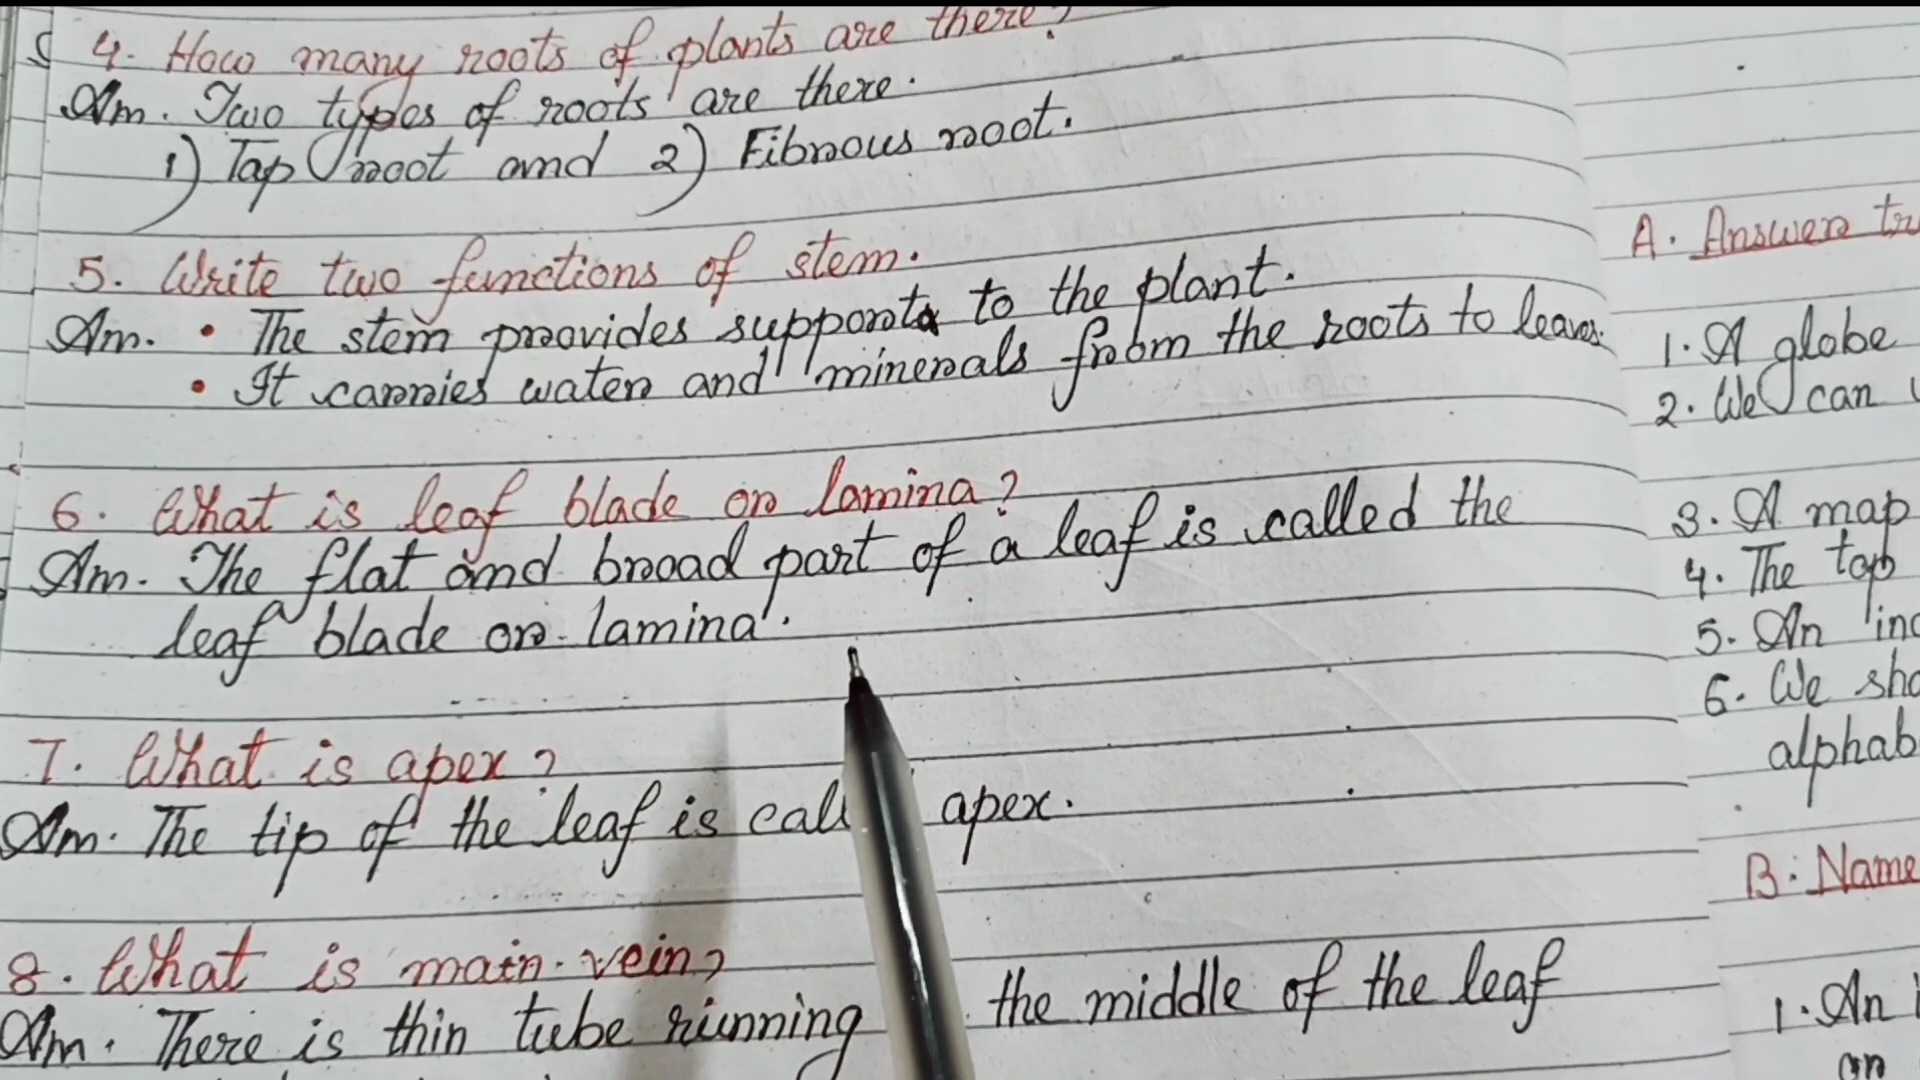 4. How many roots of plants are there?
Ans. Two types of roots are there.
1) Tap root and 2) Fibrous root.
5. Write two functions of stem.
Ans. • The stem provides support to the plant.
• It carries water and minerals from the roots to leaves.
6. What is leaf blade or lamina?
Ans. The flat and broad part of a leaf is called the
leaf blade or lamina.
7. What is apex?
Ans. The tip of the leaf is call apex.
8. What is main vein?
Ans. There is thin tube running the middle of the leaf
A. Answer
1. A globe
2. We can
3. A map
4. The top
5. An
6. We
B. Name
1. An